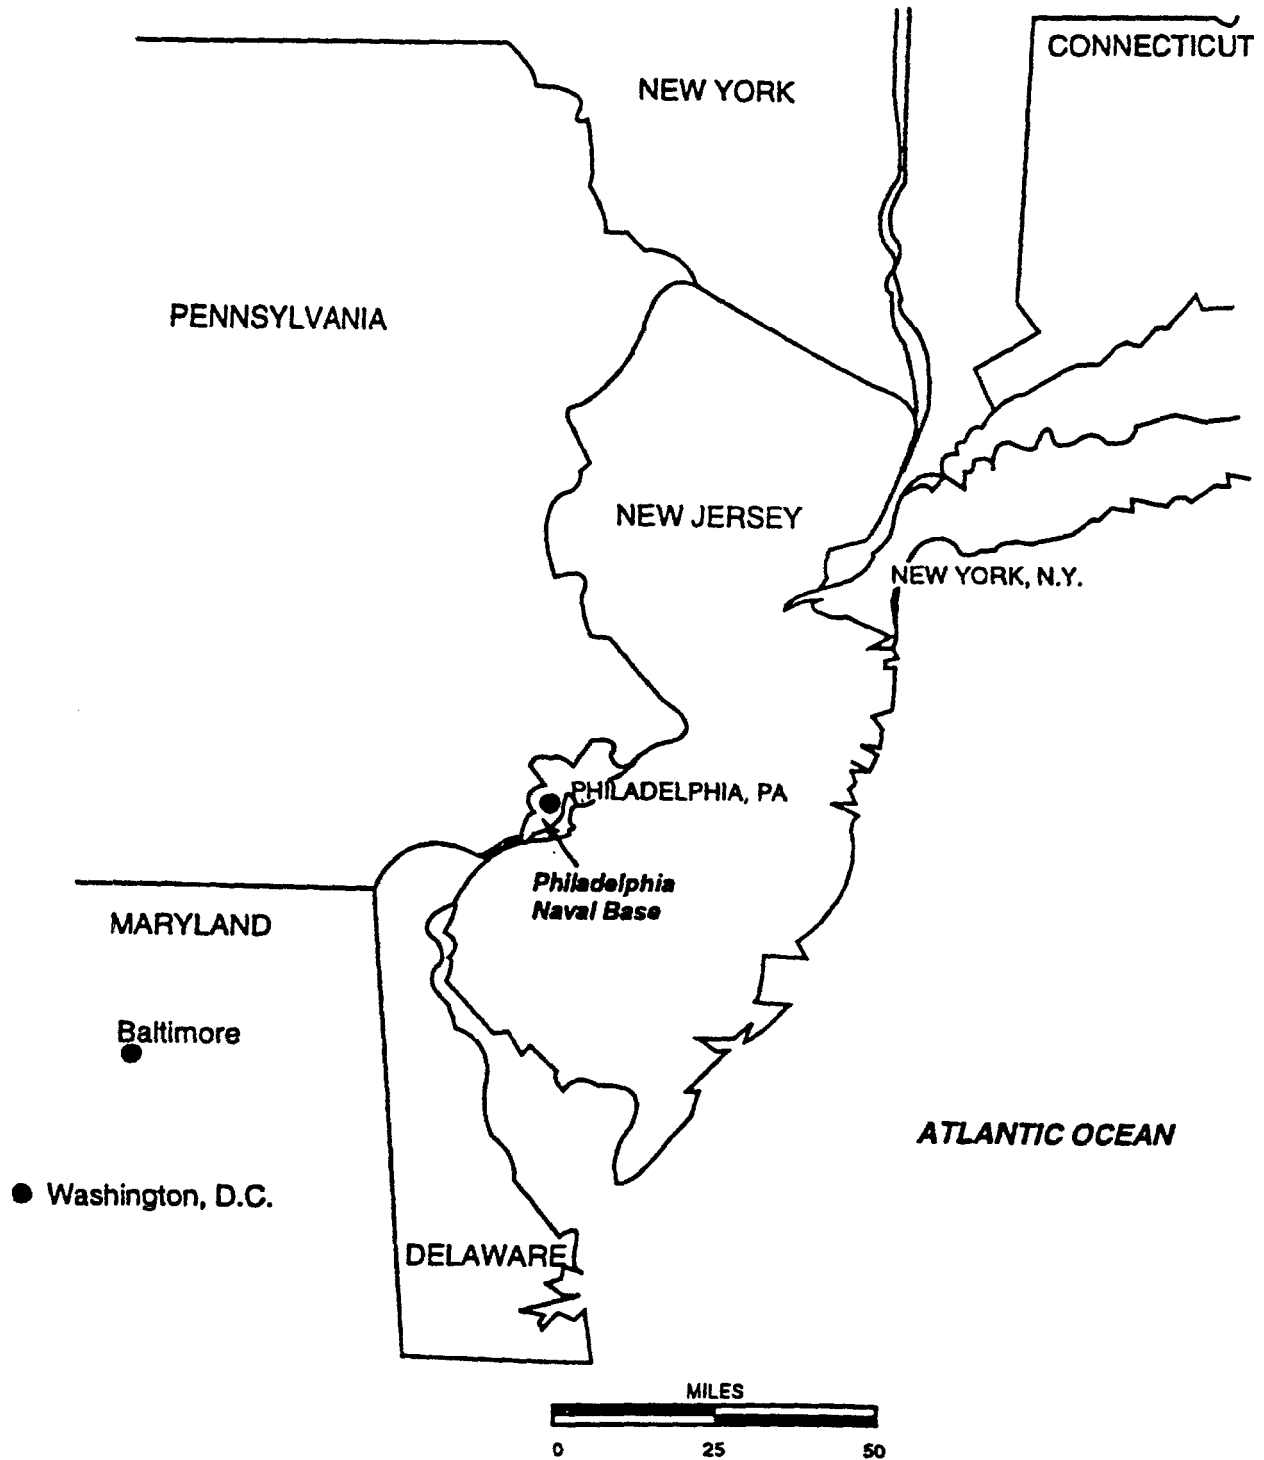 CONNECTICUT
NEW YORK
PENNSYLVANIA
NEW JERSEY
NEW YORK, N.Y.
PHILADELPHIA, PA
Philadelphia
Naval Base
MARYLAND
Baltimore
ATLANTIC OCEAN
Washington, D.C.
DELAWARE
MILES
0 25 50